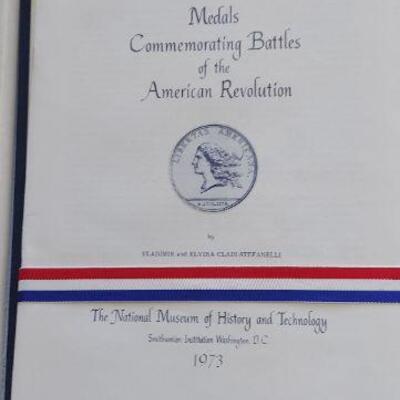 Medals
Commemorating Battles
of the
American Revolution
LIBERTAS AMERICANA.
by
VLADIMIR and ELVIRA CLAIN-STEFANELLI
The National Museum of History and Technology
Smithsonian Institution Washington, D.C.
1973